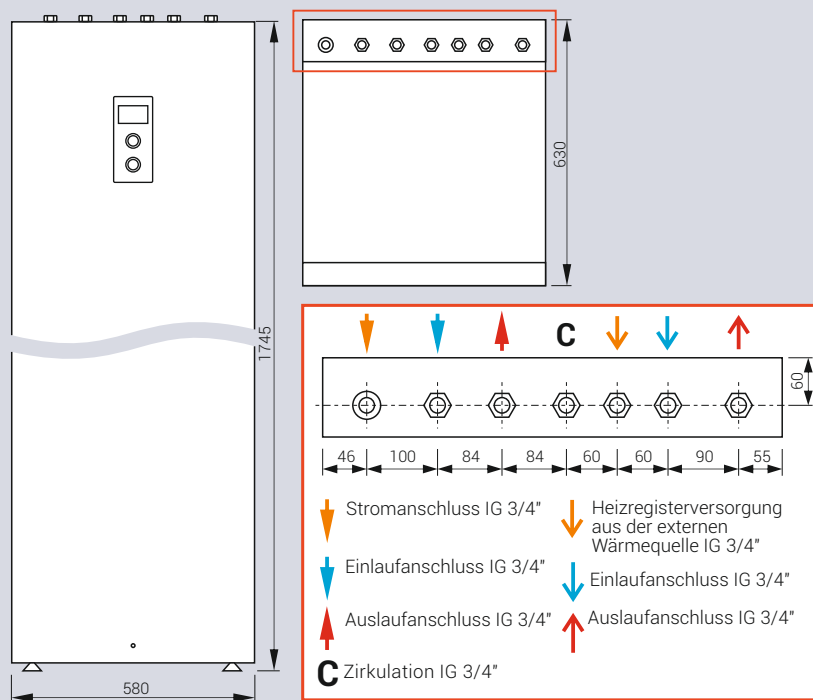 1745
580
630
C
60
46 100 84 84 60 60 90 55
Stromanschluss IG 3/4"
Einlaufanschluss IG 3/4"
Auslaufanschluss IG 3/4"
C Zirkulation IG 3/4"
Heizregisterversorgung
aus der externen
Wärmequelle IG 3/4"
Einlaufanschluss IG 3/4"
Auslaufanschluss IG 3/4"